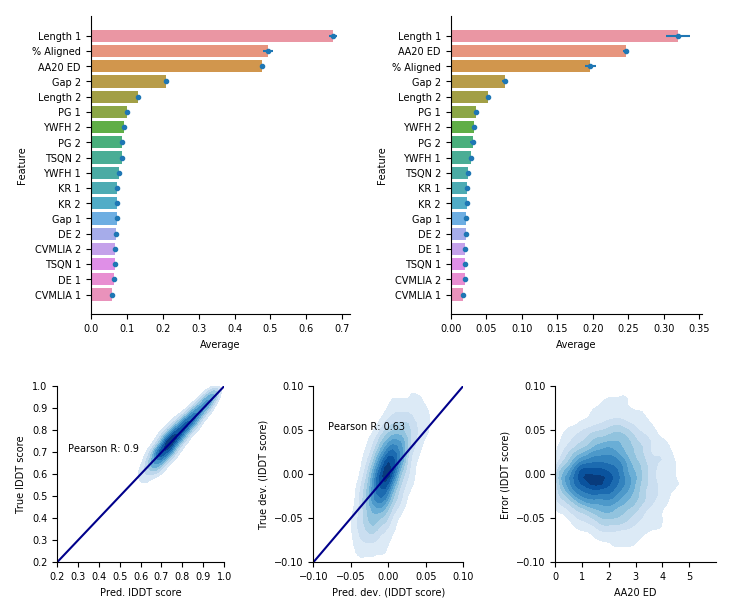 Length 1
% Aligned
AA20 ED
Gap 2
Length 2
PG 1
YWFH 2
PG 2
TSQN 2
YWFH 1
KR 1
KR 2
Gap 1
DE 2
CVMLIA 2
TSQN 1
DE 1
CVMLIA 1
Feature
0.0 0.1 0.2 0.3 0.4 0.5 0.6 0.7
Average
Length 1
AA20 ED
% Aligned
Gap 2
Length 2
PG 1
YWFH 2
PG 2
YWFH 1
TSQN 2
KR 1
KR 2
Gap 1
DE 2
DE 1
TSQN 1
CVMLIA 2
CVMLIA 1
Feature
0.00 0.05 0.10 0.15 0.20 0.25 0.30 0.35
Average
1.0
0.9
0.8
0.7
0.6
0.5
0.4
0.3
0.2
True lDDT score
Pearson R: 0.9
0.2 0.3 0.4 0.5 0.6 0.7 0.8 0.9 1.0
Pred. lDDT score
0.10
0.05
0.00
−0.05
−0.10
True dev. (lDDT score)
Pearson R: 0.63
−0.10 −0.05 0.00 0.05 0.10
Pred. dev. (lDDT score)
0.10
0.05
0.00
−0.05
−0.10
Error (lDDT score)
0 1 2 3 4 5
AA20 ED